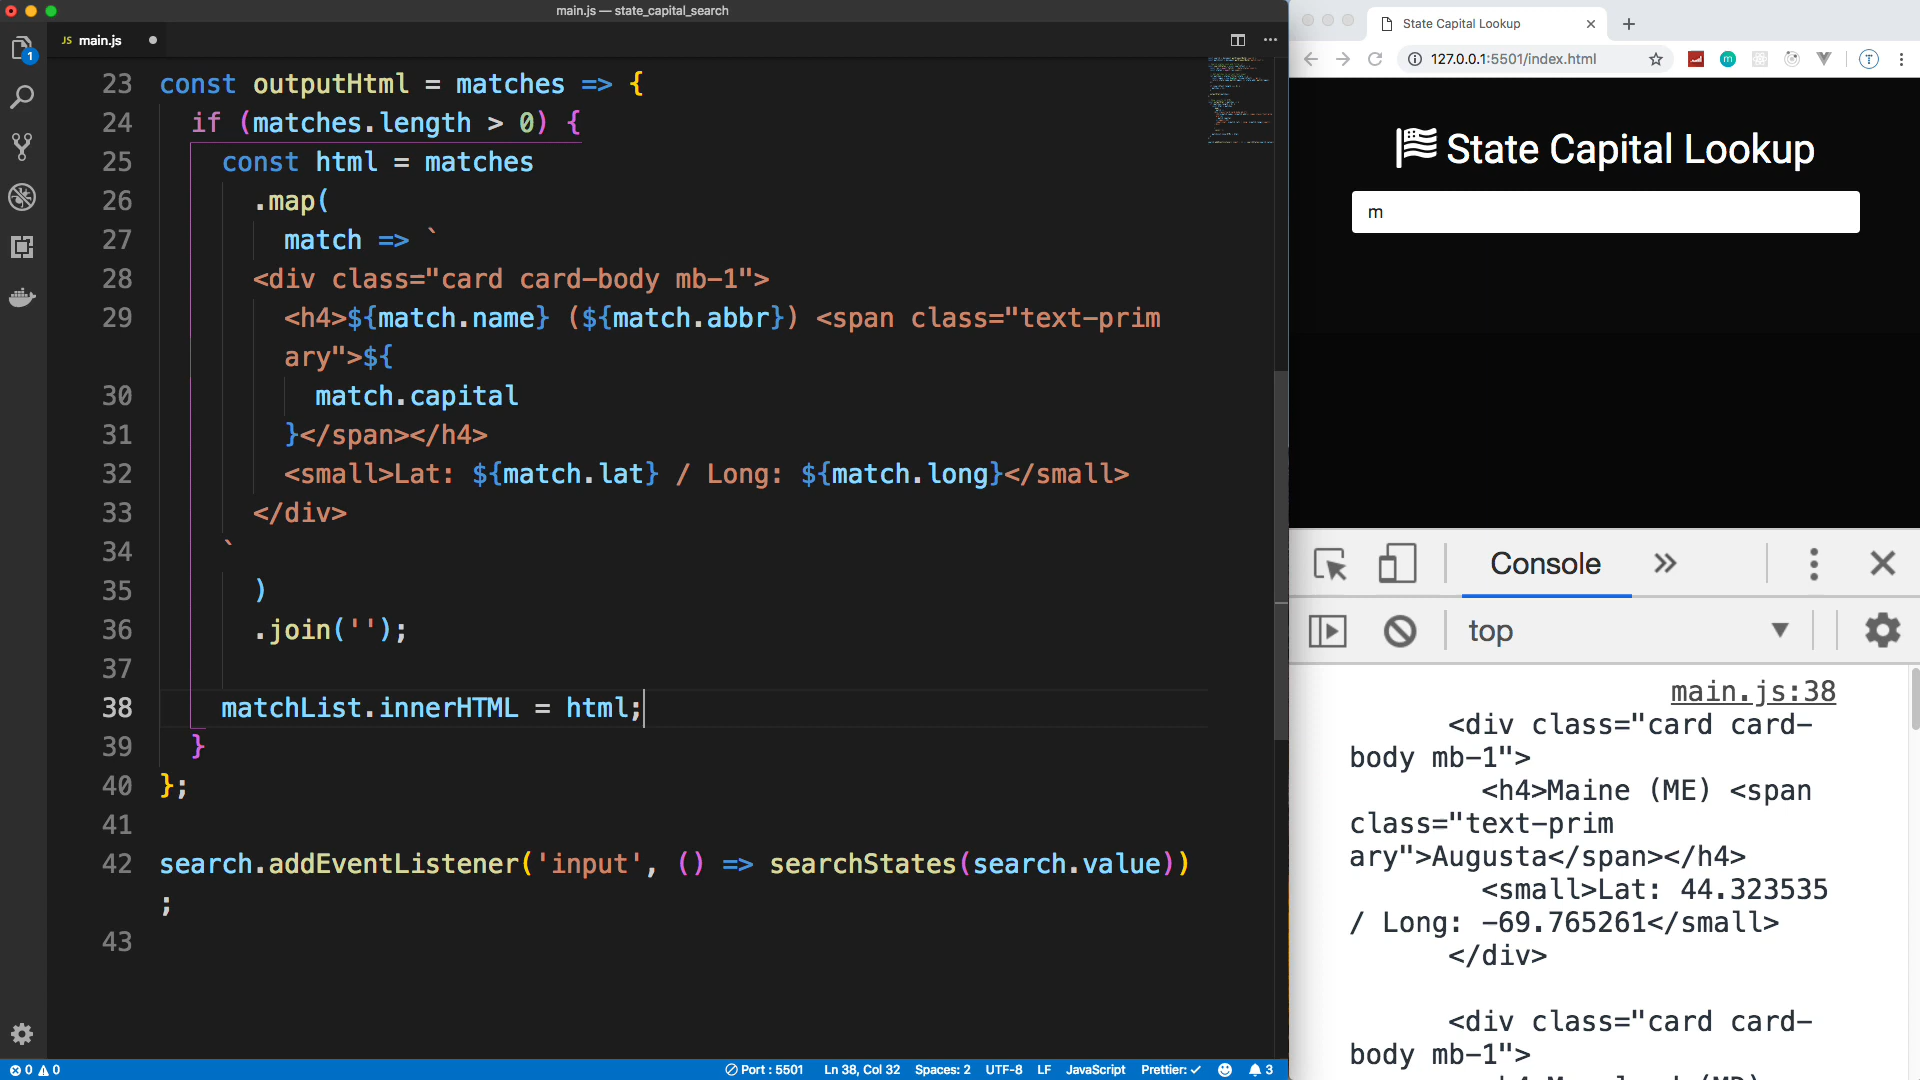 main.js — state_capital_search
JS main.js
1
23 const outputHtml = matches => {
24 if (matches.length > 0) {
25 const html = matches
26 .map(
27 match => `
28 <div class="card card-body mb-1">
29 <h4>${match.name} (${match.abbr}) <span class="text-prim
ary">${
30 match.capital
31 }</span></h4>
32 <small>Lat: ${match.lat} / Long: ${match.long}</small>
33 </div>
34 `
35 )
36 .join('');
37
38 matchList.innerHTML = html;
39 }
40 };
41
42 search.addEventListener('input', () => searchStates(search.value))
;
43
0 0
Port : 5501 Ln 38, Col 32 Spaces: 2 UTF-8 LF JavaScript Prettier: ✓ 3
State Capital Lookup
127.0.0.1:5501/index.html
m
T
State Capital Lookup
m
Console
top
main.js:38
<div class="card card-
body mb-1">
<h4>Maine (ME) <span
class="text-prim
ary">Augusta</span></h4>
<small>Lat: 44.323535
/ Long: -69.765261</small>
</div>
<div class="card card-
body mb-1">